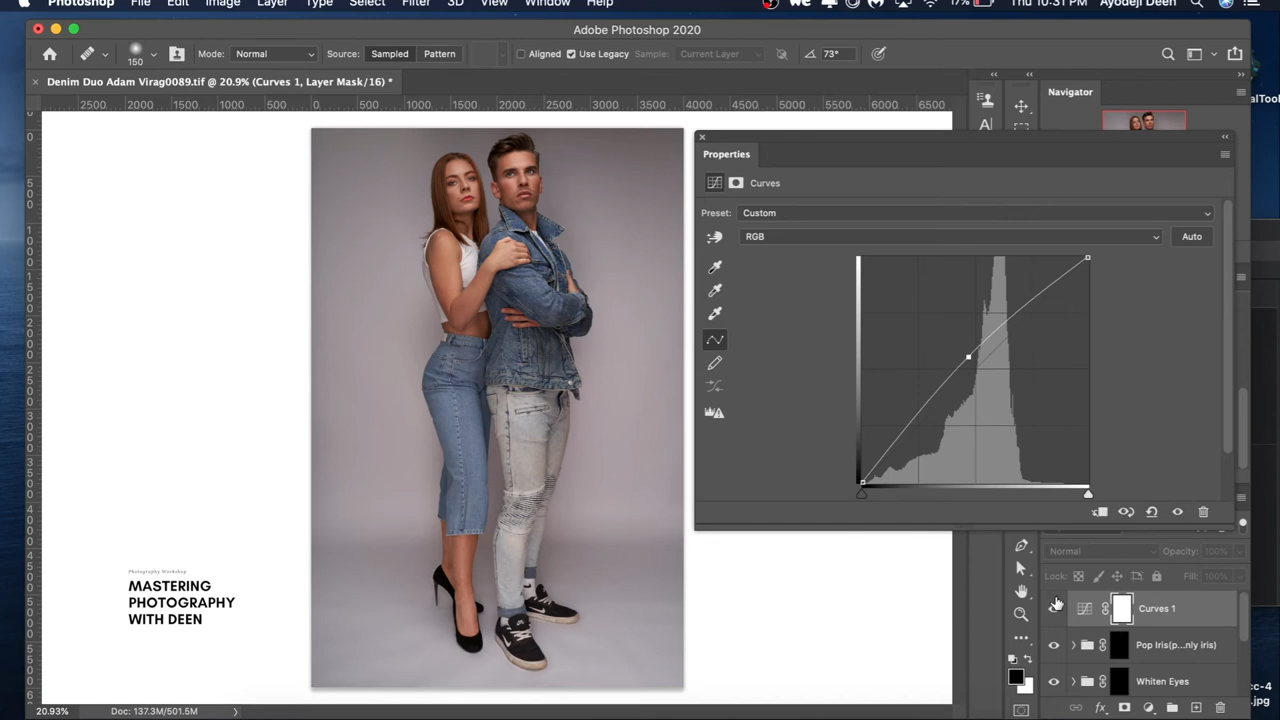 Photoshop File Edit Image Layer Type Select Filter 3D View Window Help 17% Thu 10:31 PM Ayodeji Deen
Adobe Photoshop 2020
150 Mode: Normal Source: Sampled Pattern Aligned Use Legacy Sample: Current Layer 73°
Denim Duo Adam Virag0089.tif @ 20.9% (Curves 1, Layer Mask/16) *
2500 2000 1500 1000 500 0 500 1000 1500 2000 2500 3000 3500 4000 4500 5000 5500 6000 6500
Navigator
Properties
Curves
Preset: Custom
RGB Auto
Normal Opacity: 100%
Lock: Fill: 100%
Curves 1
Pop Iris(p...nly iris)
Whiten Eyes
Photography Workshop
MASTERING
PHOTOGRAPHY
WITH DEEN
20.93% Doc: 137.3M/501.5M